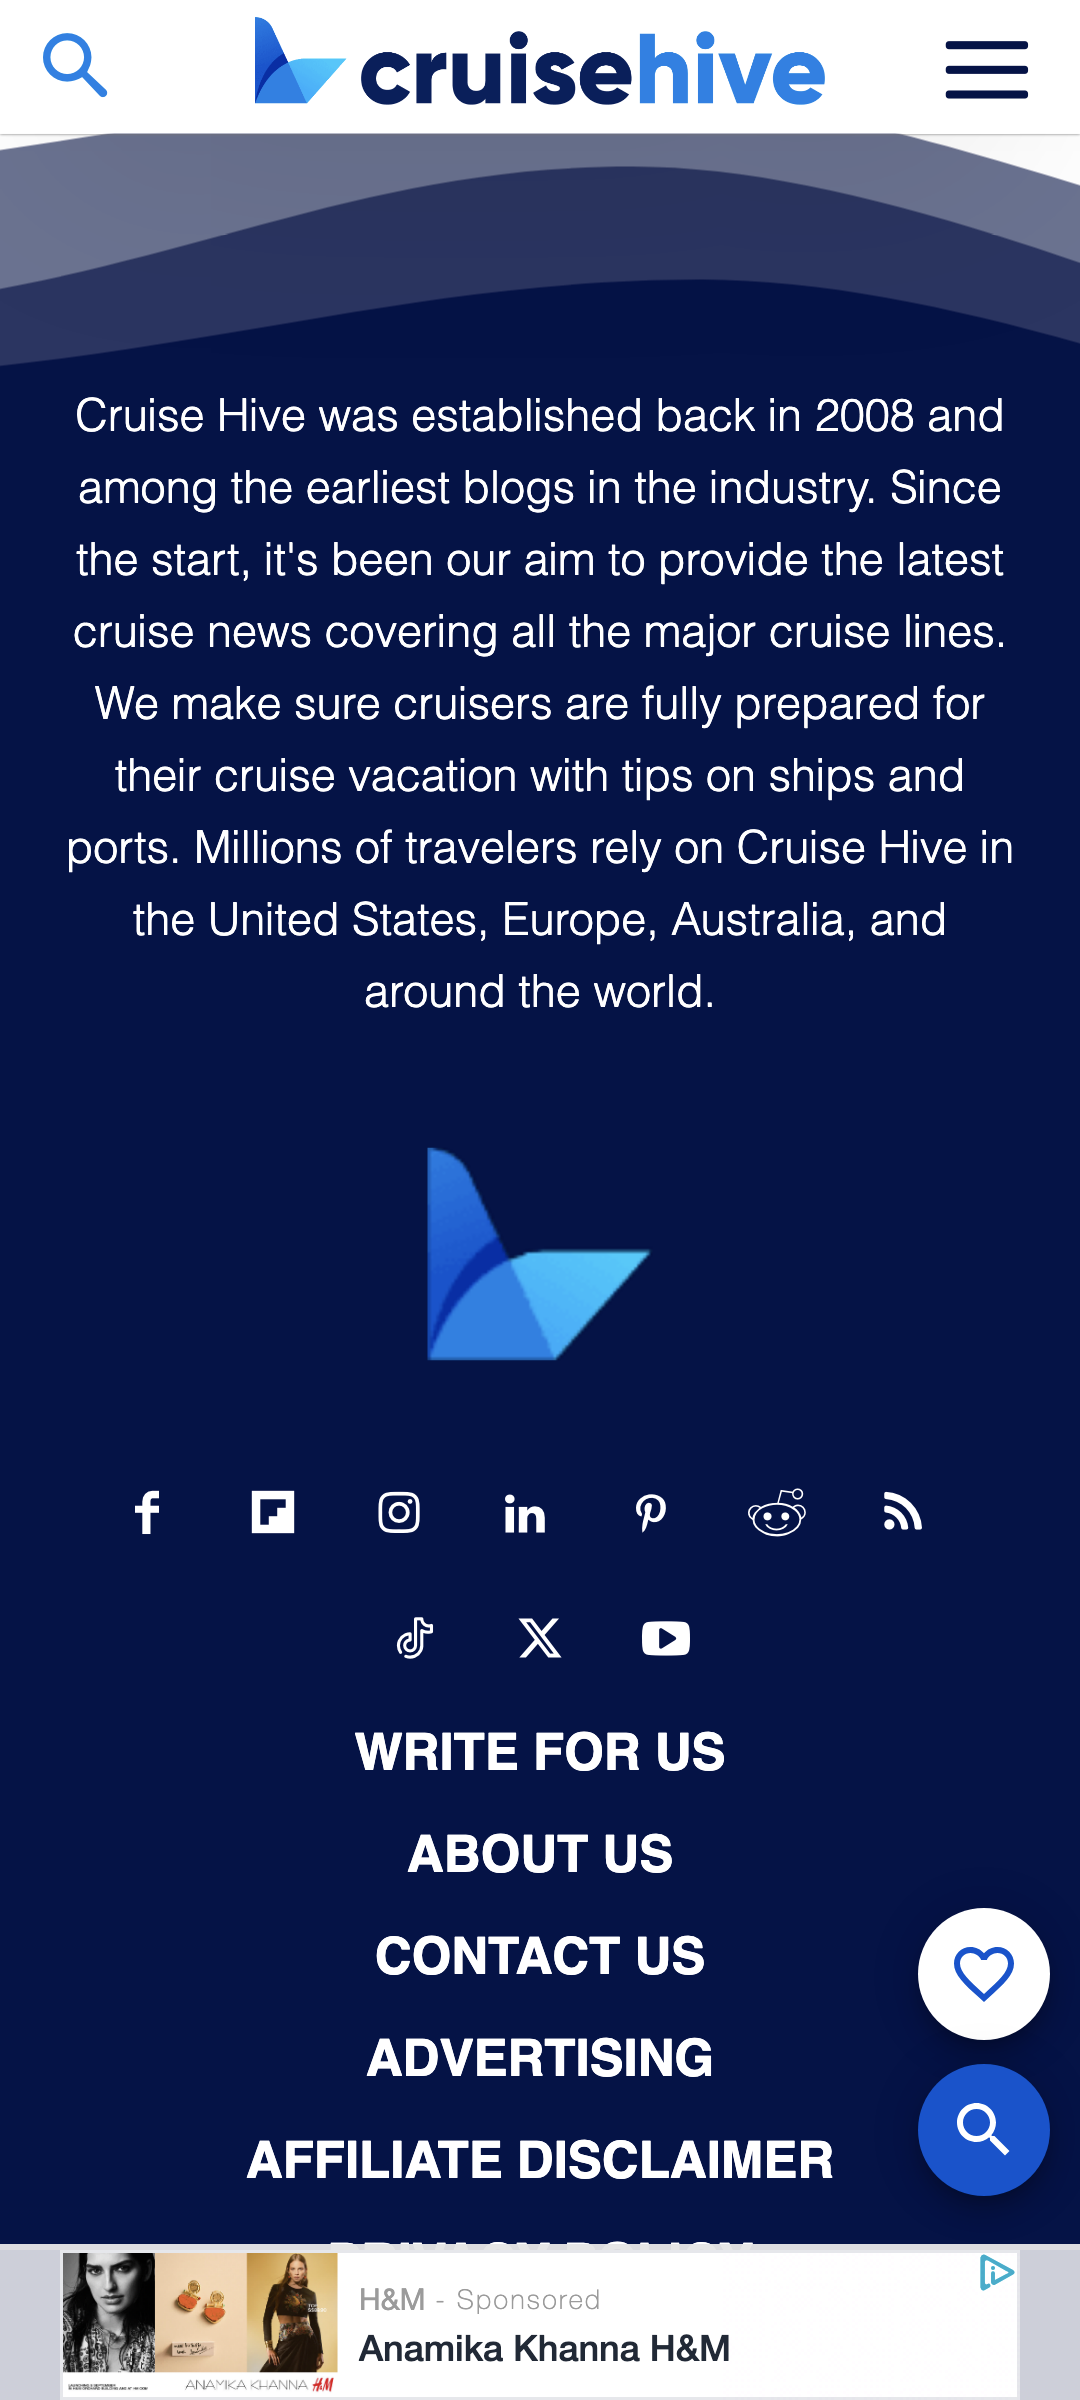 cruisehive
Cruise Hive was established back in 2008 and
among the earliest blogs in the industry. Since
the start, it's been our aim to provide the latest
cruise news covering all the major cruise lines.
We make sure cruisers are fully prepared for
their cruise vacation with tips on ships and
ports. Millions of travelers rely on Cruise Hive in
the United States, Europe, Australia, and
around the world.
WRITE FOR US
ABOUT US
CONTACT US
ADVERTISING
AFFILIATE DISCLAIMER
PRIVACY POLICY
H&M - Sponsored
Anamika Khanna H&M
ANAMIKA KHANNA H&M